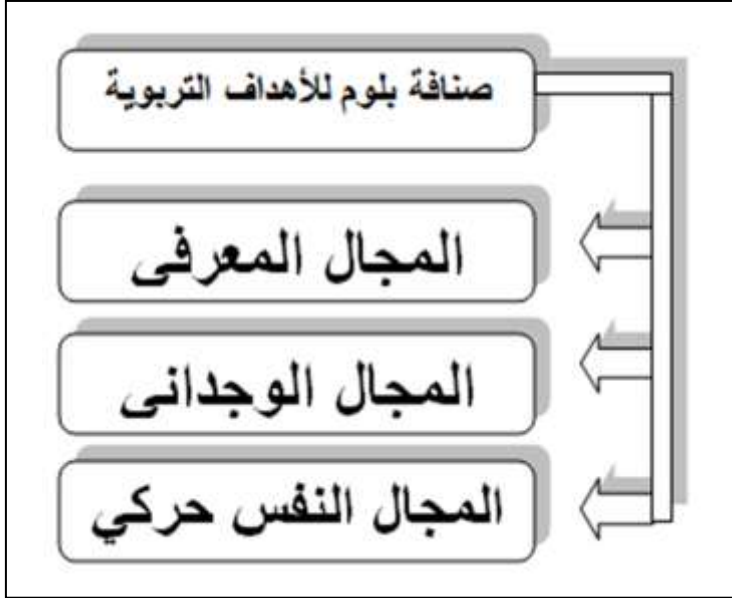 صنافة بلوم للأهداف التربوية
المجال المعرفى
المجال الوجدانى
المجال النفس حركي